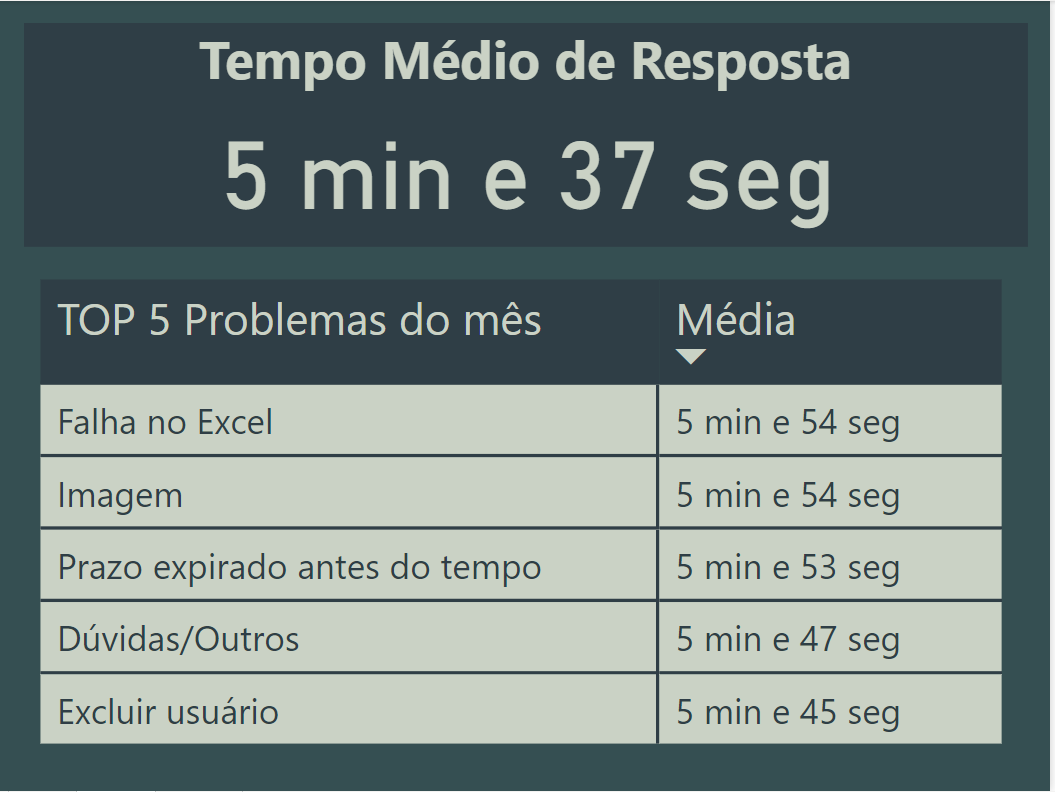 Tempo Médio de Resposta
5 min e 37 seg
TOP 5 Problemas do mês Média
Falha no Excel 5 min e 54 seg
Imagem 5 min e 54 seg
Prazo expirado antes do tempo 5 min e 53 seg
Dúvidas/Outros 5 min e 47 seg
Excluir usuário 5 min e 45 seg